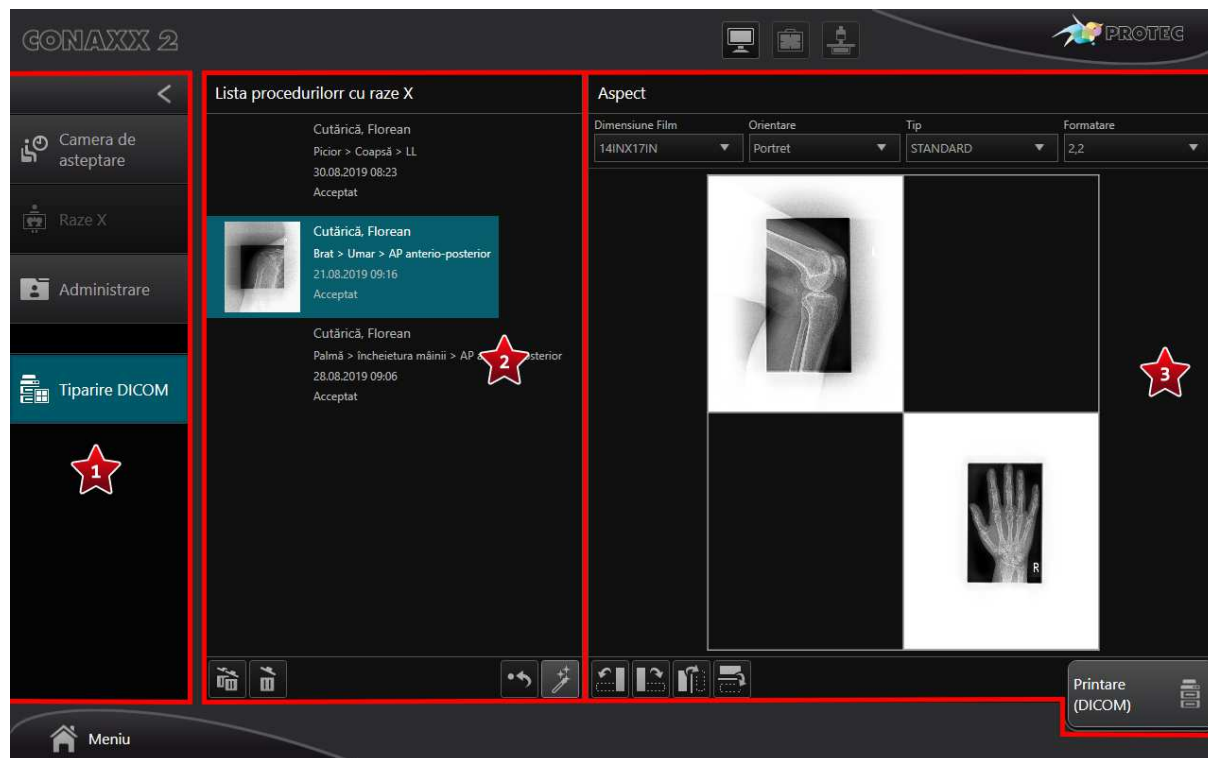 CONAXX 2
PROTEC
Camera de
asteptare
Raze X
Administrare
Tiparire DICOM
1
Lista procedurilorr cu raze X
Cutărică, Florean
Picior > Coapsă > LL
30.08.2019 08:23
Acceptat
Cutărică, Florean
Brat > Umar > AP anterio-posterior
21.08.2019 09:16
Acceptat
Cutărică, Florean
Palmă > încheietura mâinii > AP a sterior
28.08.2019 09:06
Acceptat
2
Aspect
Dimensiune Film Orientare Tip Formatare
14INX17IN Portret STANDARD 2,2
3
R
Printare
(DICOM)
Meniu